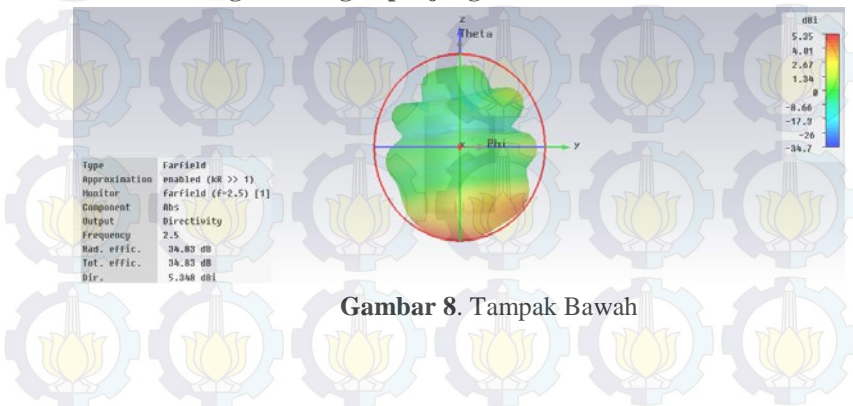 z
Theta
x
Phi
y
dBi
5.35
4.01
2.67
1.34
0
-8.66
-17.3
-26
-34.7
Type Farfield
Approximation enabled (kR >> 1)
Monitor farfield (f=2.5) [1]
Component Abs
Output Directivity
Frequency 2.5
Rad. effic. 34.83 dB
Tot. effic. 34.83 dB
Dir. 5.348 dBi
Gambar 8. Tampak Bawah